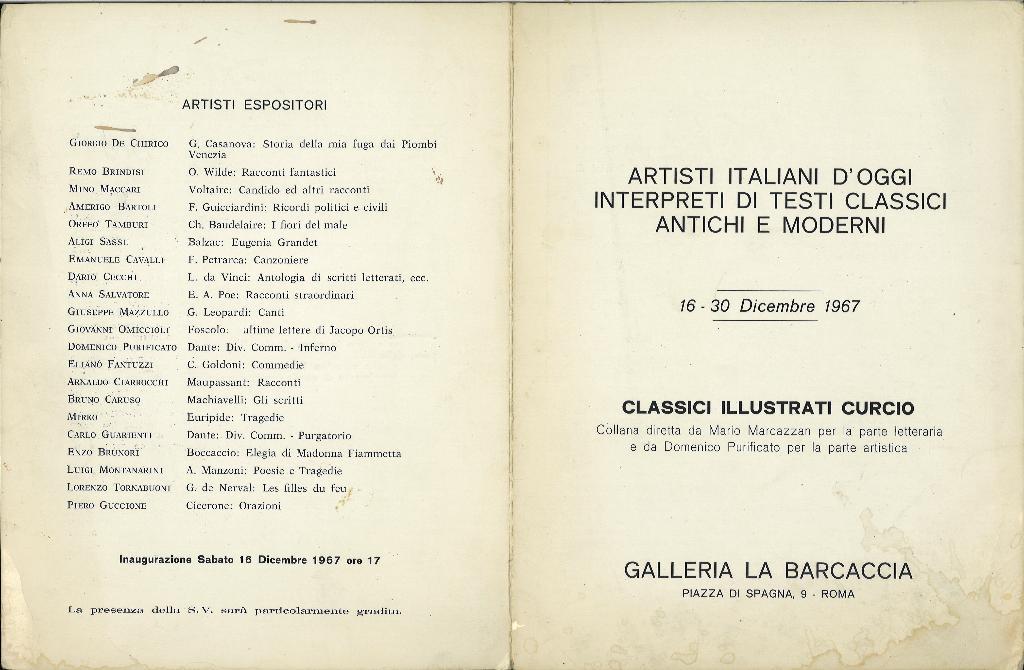 ARTISTI ESPOSITORI
GIORGIO DE CHIRICO G. Casanova: Storia della mia fuga dai Piombi
Venezia
REMO BRINDISI O. Wilde: Racconti fantastici
MINO MACCARI Voltaire: Candido ed altri racconti
AMERIGO BARTOLI F. Guicciardini: Ricordi politici e civili
ORFEO TAMBURI Ch. Baudelaire: I fiori del male
ALIGI SASSU Balzac: Eugenia Grandet
EMANUELE CAVALLI F. Petrarca: Canzoniere
DARIO CECCHI L. da Vinci: Antologia di scritti letterati, ecc.
ANNA SALVATORE E. A. Poe: Racconti straordinari
GIUSEPPE MAZZULLO G. Leopardi: Canti
GIOVANNI OMICCIOLI Foscolo: ultime lettere di Jacopo Ortis
DOMENICO PURIFICATO Dante: Div. Comm. - Inferno
ELIANO FANTUZZI C. Goldoni: Commedie
ARNALDO CIARROCCHI Maupassant: Racconti
BRUNO CARUSO Machiavelli: Gli scritti
MIRKO Euripide: Tragedie
CARLO GUARIENTI Dante: Div. Comm. - Purgatorio
ENZO BRUNORI Boccaccio: Elegia di Madonna Fiammetta
LUIGI MONTANARINI A. Manzoni: Poesie e Tragedie
LORENZO TORNABUONI G. de Nerval: Les filles du feu
PIERO GUCCIONE Cicerone: Orazioni
Inaugurazione Sabato 16 Dicembre 1967 ore 17
La presenza della S.V. sarà particolarmente gradita.
ARTISTI ITALIANI D'OGGI
INTERPRETI DI TESTI CLASSICI
ANTICHI E MODERNI
16 - 30 Dicembre 1967
CLASSICI ILLUSTRATI CURCIO
Collana diretta da Mario Marcazzan per la parte letteraria
e da Domenico Purificato per la parte artistica
GALLERIA LA BARCACCIA
PIAZZA DI SPAGNA, 9 - ROMA